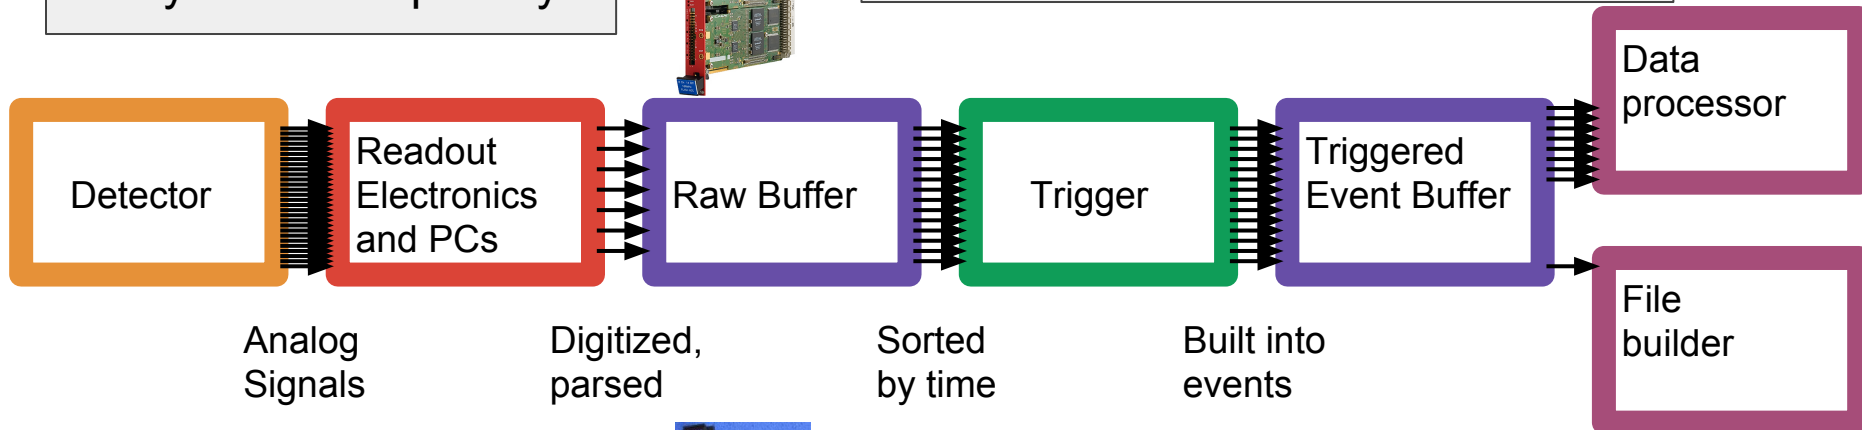 Data
processor
Detector
Readout
Electronics
and PCs
Raw Buffer
Trigger
Triggered
Event Buffer
File
builder
Analog
Signals
Digitized,
parsed
Sorted
by time
Built into
events